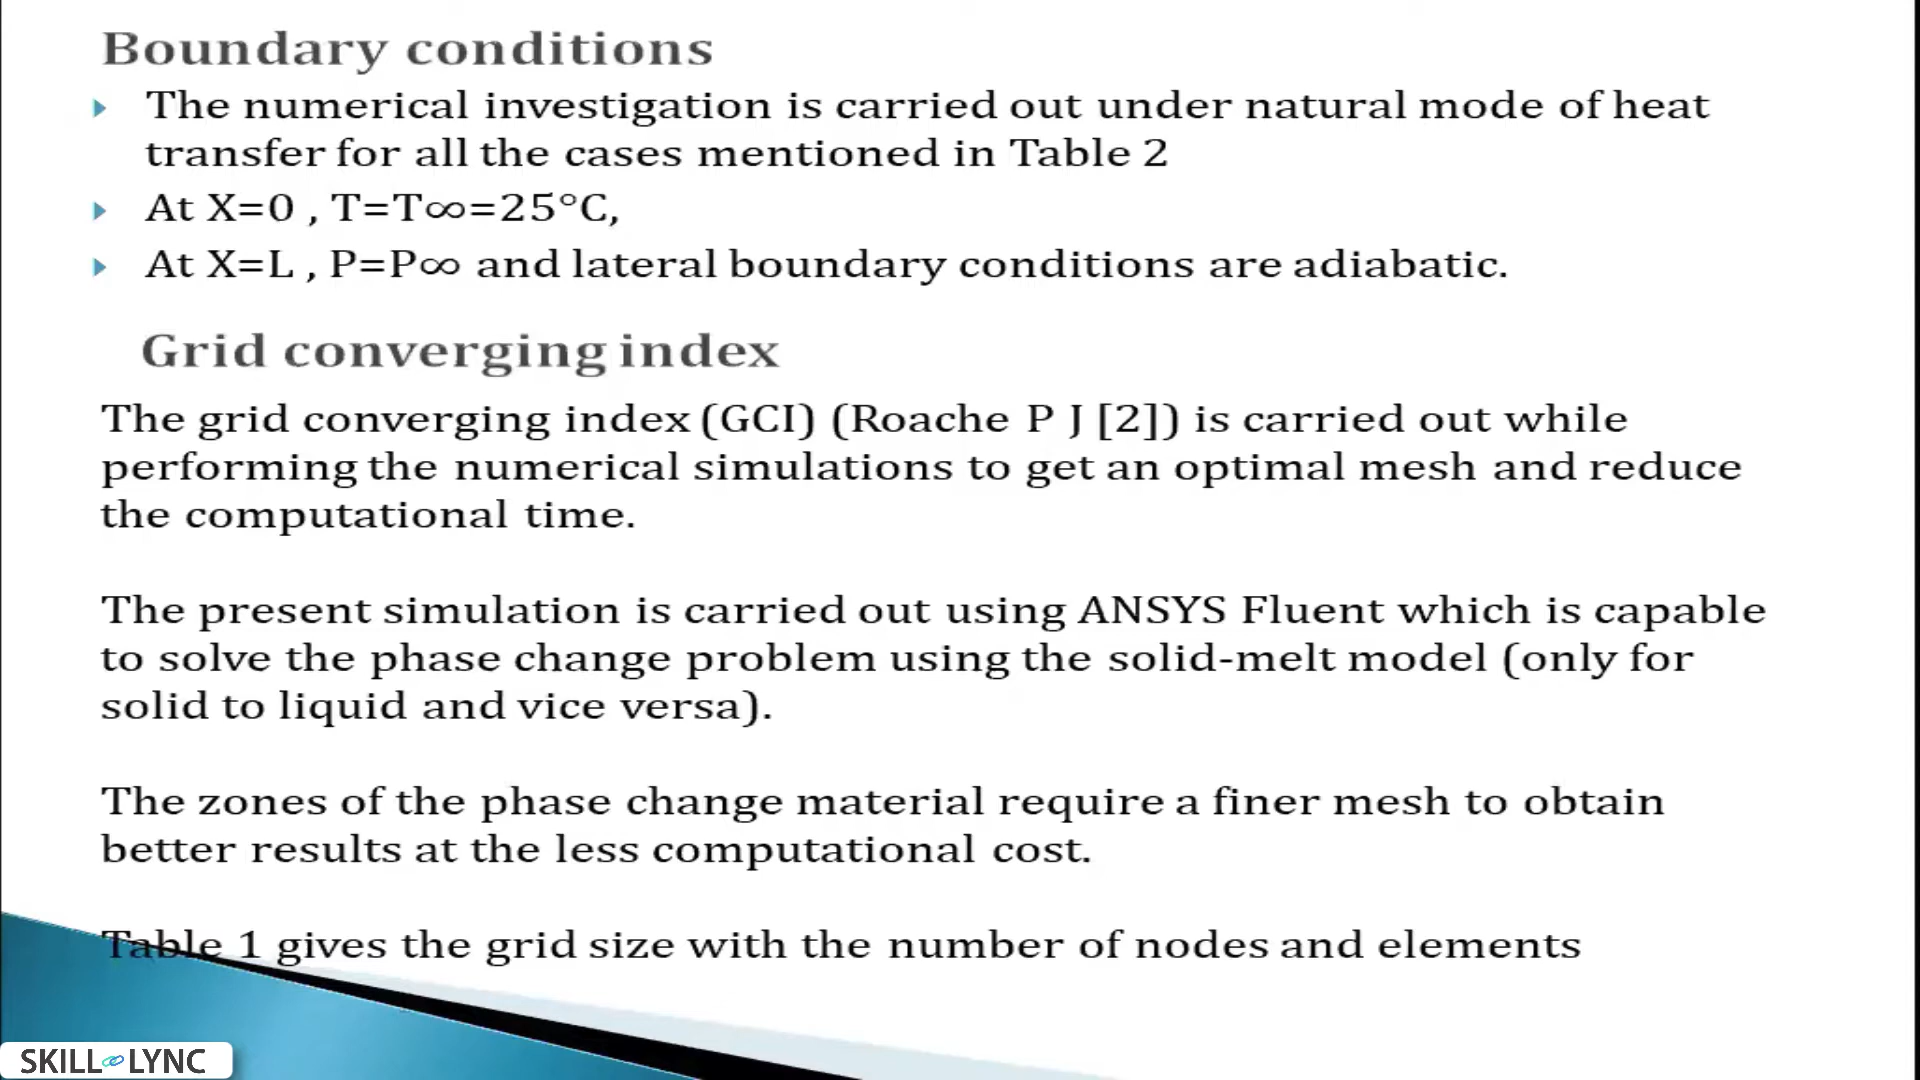 Boundary conditions
The numerical investigation is carried out under natural mode of heat
transfer for all the cases mentioned in Table 2
At X=0 , T=T∞=25°C,
At X=L , P=P∞ and lateral boundary conditions are adiabatic.
Grid converging index
The grid converging index (GCI) (Roache P J [2]) is carried out while
performing the numerical simulations to get an optimal mesh and reduce
the computational time.
The present simulation is carried out using ANSYS Fluent which is capable
to solve the phase change problem using the solid-melt model (only for
solid to liquid and vice versa).
The zones of the phase change material require a finer mesh to obtain
better results at the less computational cost.
Table 1 gives the grid size with the number of nodes and elements
SKILL LYNC